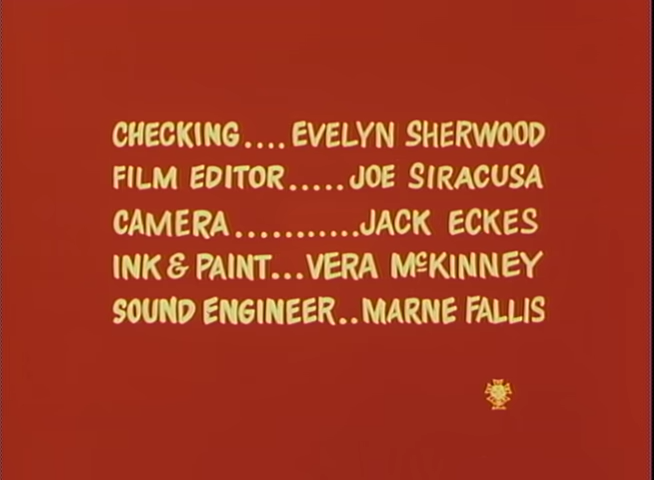 CHECKING....EVELYN SHERWOOD
FILM EDITOR.....JOE SIRACUSA
CAMERA...........JACK ECKES
INK & PAINT...VERA McKINNEY
SOUND ENGINEER..MARNE FALLIS